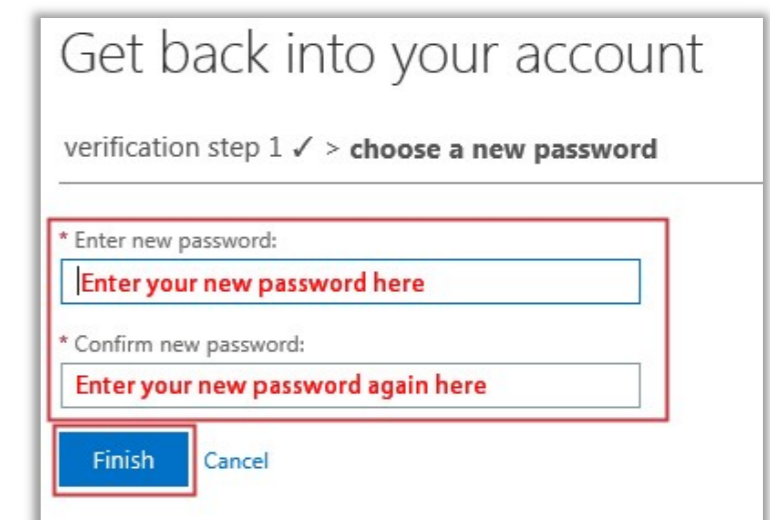 Get back into your account
verification step 1 ✓ > choose a new password
* Enter new password:
Enter your new password here
* Confirm new password:
Enter your new password again here
Finish Cancel